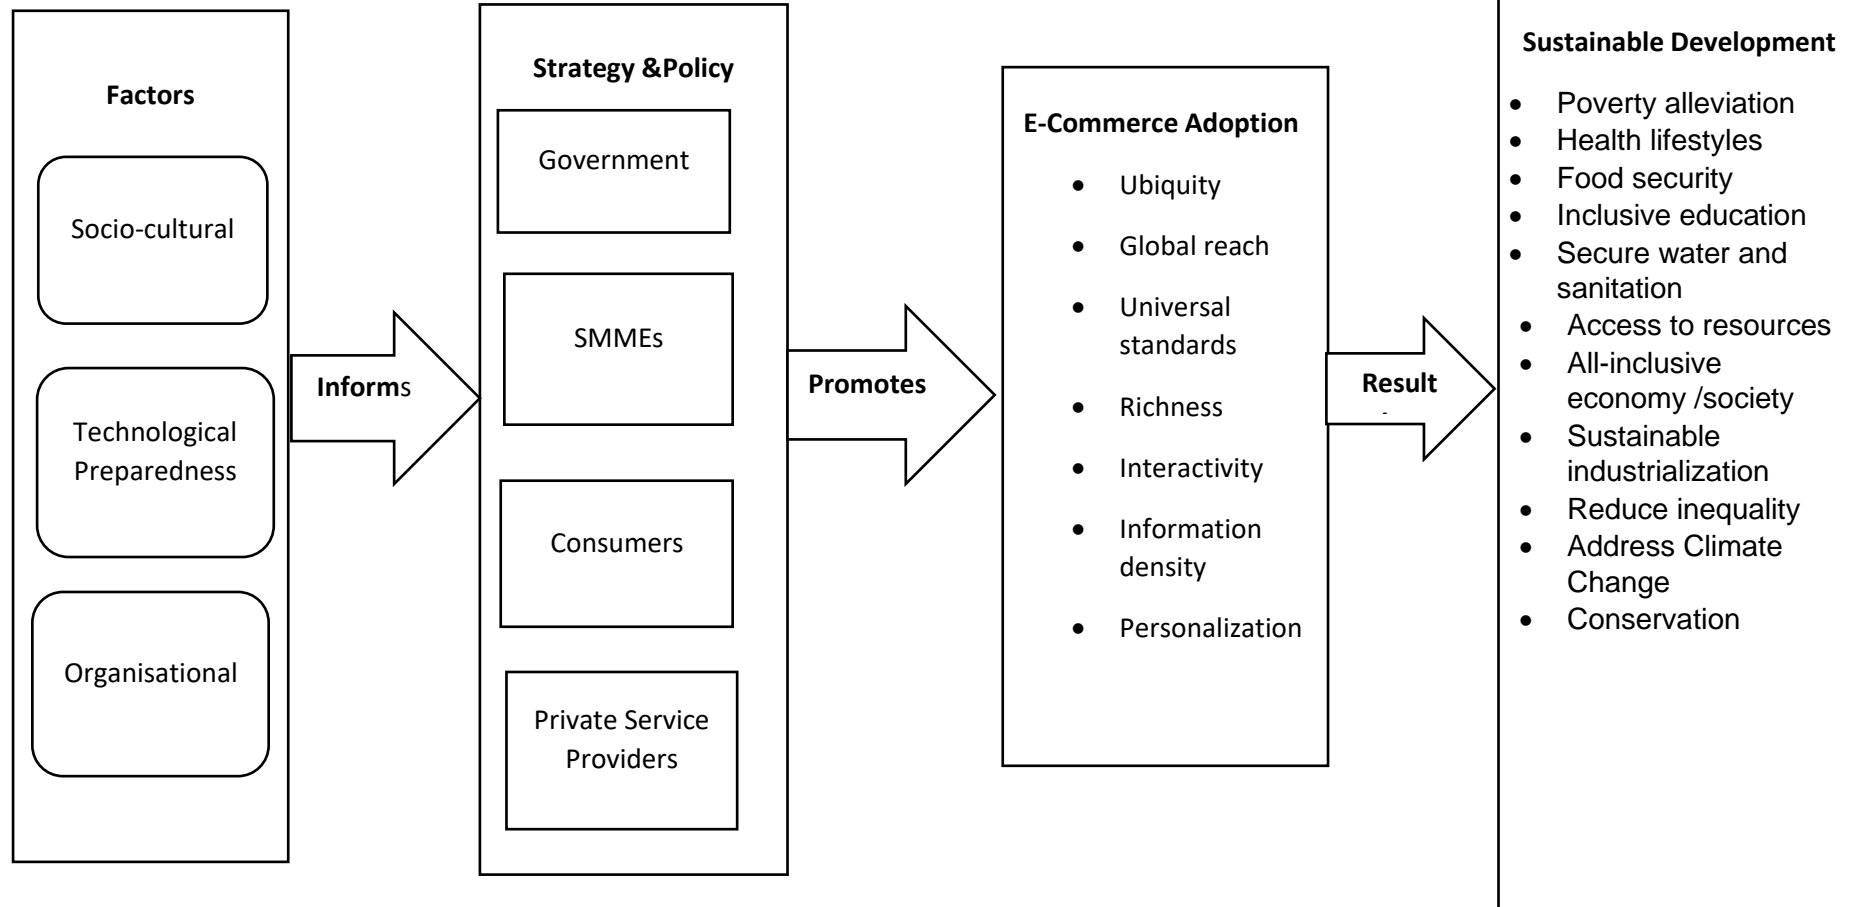 Factors
Socio-cultural
Technological
Preparedness
Organisational
Informs
Strategy &Policy
Government
SMMEs
Consumers
Private Service
Providers
Promotes
E-Commerce Adoption
• Ubiquity
• Global reach
• Universal
standards
• Richness
• Interactivity
• Information
density
• Personalization
Result
Sustainable Development
• Poverty alleviation
• Health lifestyles
• Food security
• Inclusive education
• Secure water and
sanitation
• Access to resources
• All-inclusive
economy /society
• Sustainable
industrialization
• Reduce inequality
• Address Climate
Change
• Conservation